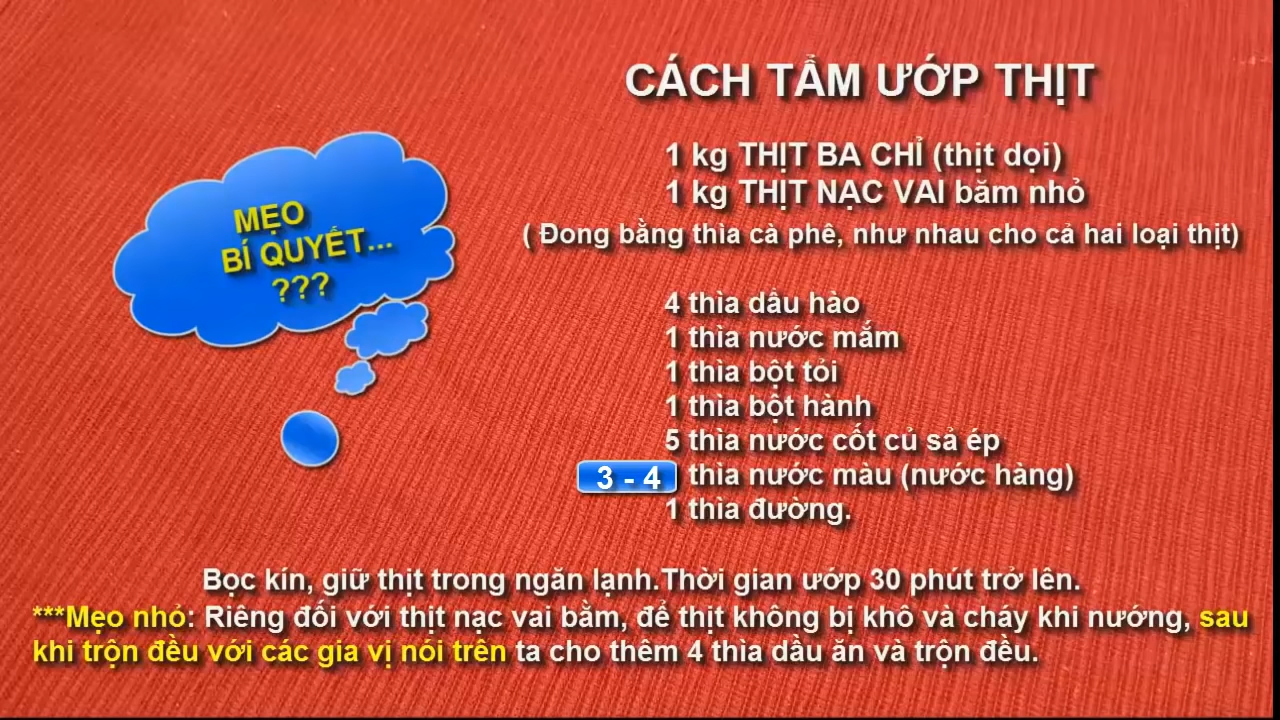 CÁCH TẨM ƯỚP THỊT
1 kg THỊT BA CHỈ (thịt dọi)
1 kg THỊT NẠC VAI băm nhỏ
( Đong bằng thìa cà phê, như nhau cho cả hai loại thịt)
MẸO
BÍ QUYẾT...
???
4 thìa dầu hào
1 thìa nước mắm
1 thìa bột tỏi
1 thìa bột hành
5 thìa nước cốt củ sả ép
3 - 4 thìa nước màu (nước hàng)
1 thìa đường.
Bọc kín, giữ thịt trong ngăn lạnh.Thời gian ướp 30 phút trở lên.
***Mẹo nhỏ: Riêng đối với thịt nạc vai bằm, để thịt không bị khô và cháy khi nướng, sau
khi trộn đều với các gia vị nói trên ta cho thêm 4 thìa dầu ăn và trộn đều.